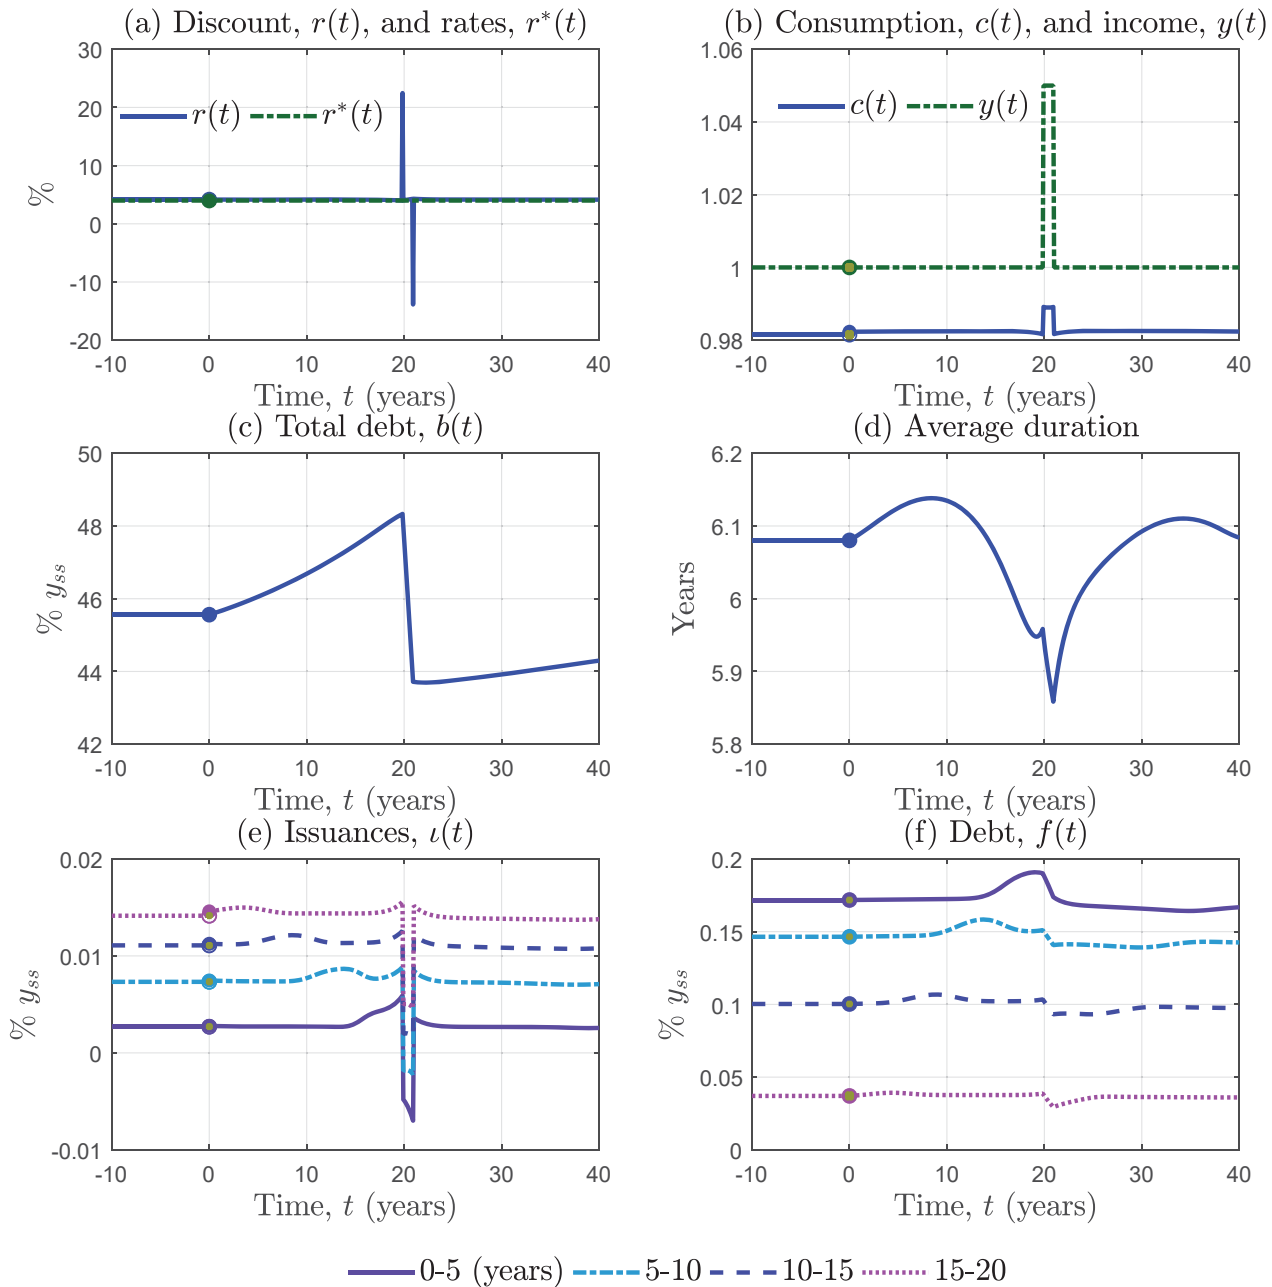 (a) Discount, r(t), and rates, r*(t)
30
20
10
0
-10
-20
%
r(t) r*(t)
-10 0 10 20 30 40
Time, t (years)
(b) Consumption, c(t), and income, y(t)
1.06
1.04
1.02
1
0.98
c(t) y(t)
-10 0 10 20 30 40
Time, t (years)
(c) Total debt, b(t)
50
48
46
44
42
% yss
-10 0 10 20 30 40
Time, t (years)
(d) Average duration
6.2
6.1
6
5.9
5.8
Years
-10 0 10 20 30 40
Time, t (years)
(e) Issuances, ι(t)
0.02
0.01
0
-0.01
% yss
-10 0 10 20 30 40
Time, t (years)
(f) Debt, f(t)
0.2
0.15
0.1
0.05
0
% yss
-10 0 10 20 30 40
Time, t (years)
0-5 (years) 5-10 10-15 15-20